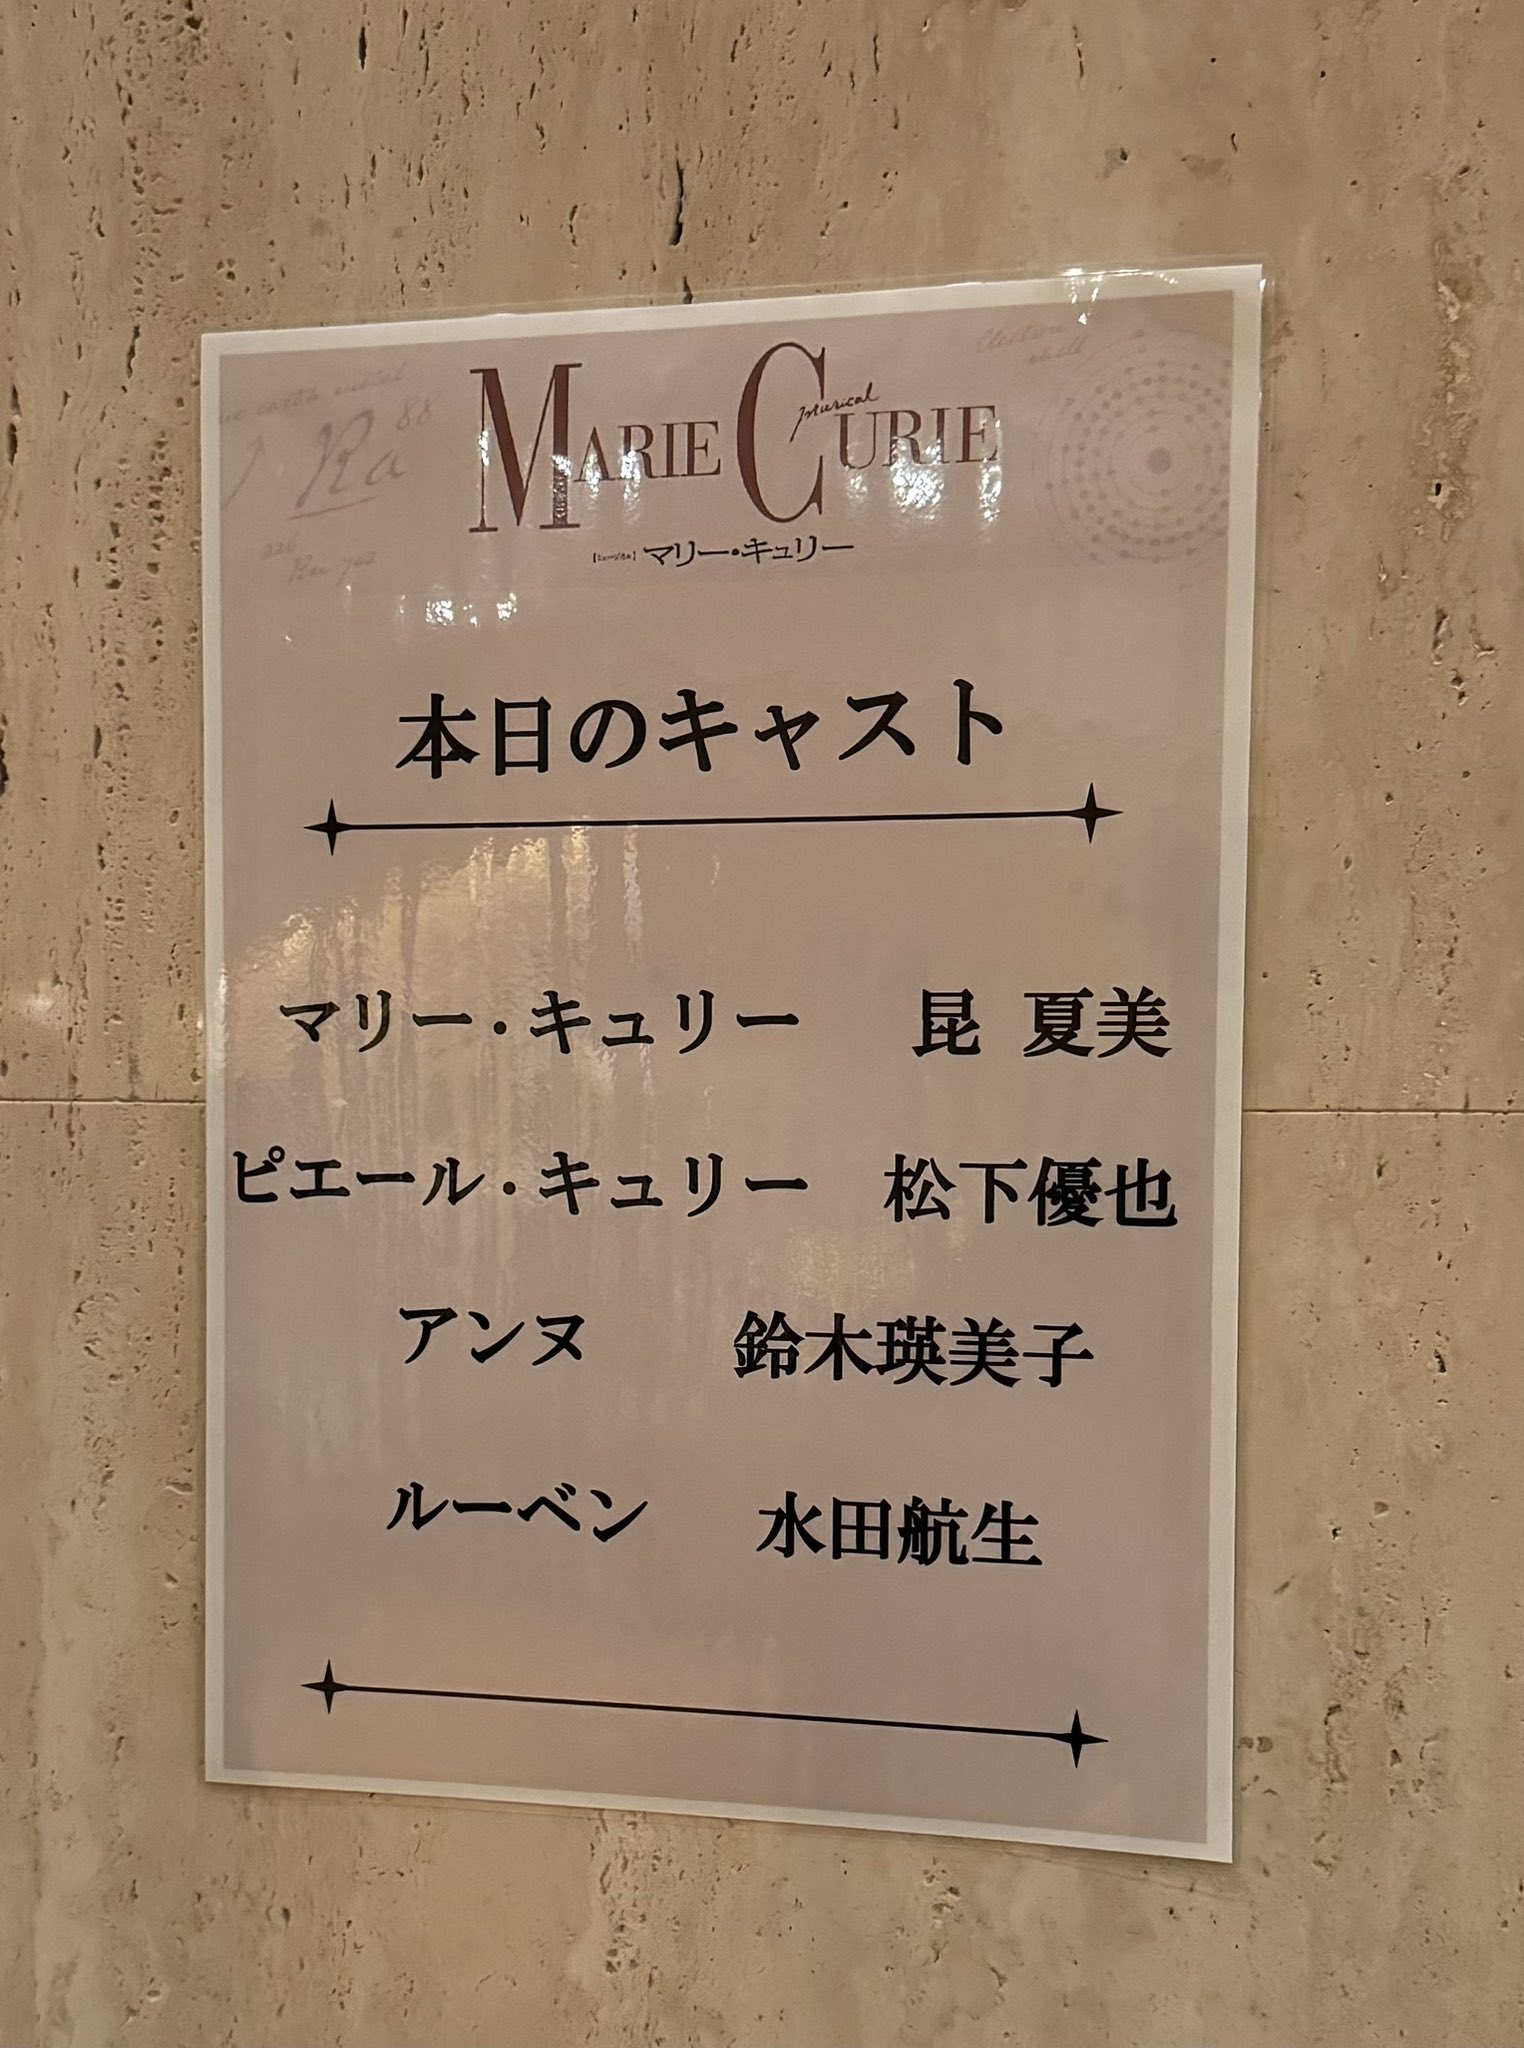 MARIE CURIE
musical
【ミュージカル】マリー・キュリー
Ra 88
226
本日のキャスト
マリー・キュリー 昆 夏美
ピエール・キュリー 松下優也
アンヌ 鈴木瑛美子
ルーベン 水田航生